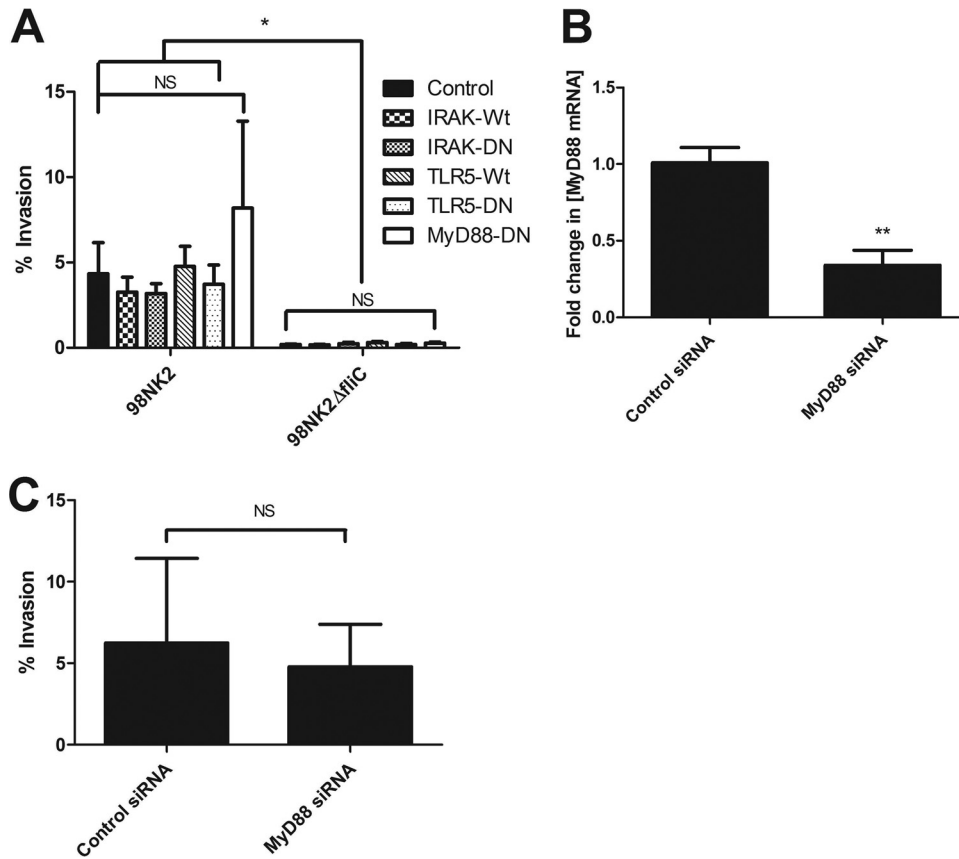 A
*
NS
15
10
5
0
% Invasion
98NK2
98NK2ΔfliC
NS
Control
IRAK-Wt
IRAK-DN
TLR5-Wt
TLR5-DN
MyD88-DN
B
1.5
1.0
0.5
0.0
Fold change in [MyD88 mRNA]
**
Control siRNA
MyD88 siRNA
C
15
10
5
0
% Invasion
NS
Control siRNA
MyD88 siRNA